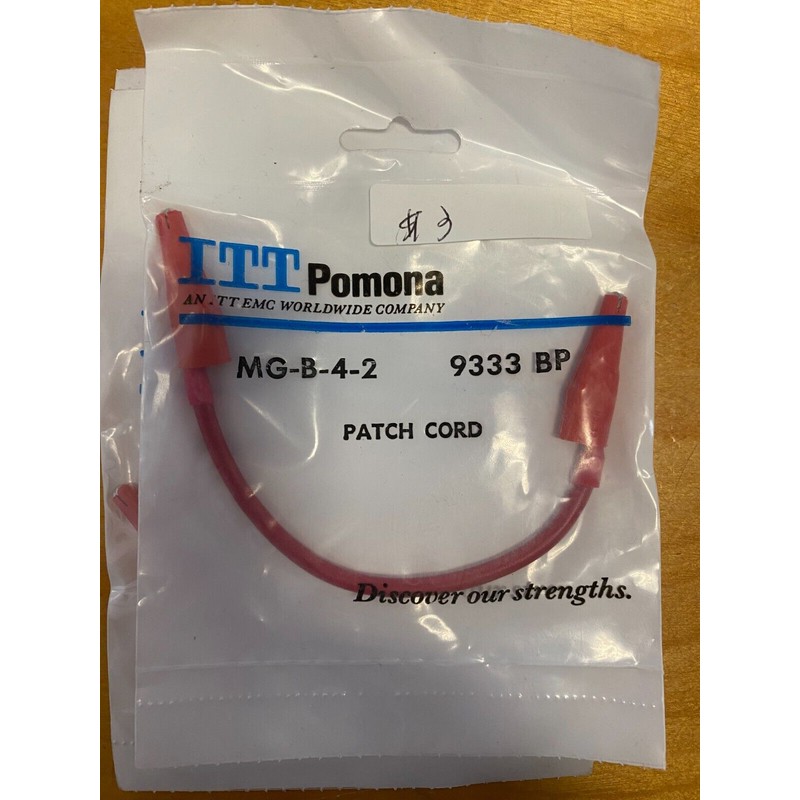 $ 3
ITT Pomona
AN ITT EMC WORLDWIDE COMPANY
MG-B-4-2 9333 BP
PATCH CORD
Discover our strengths.